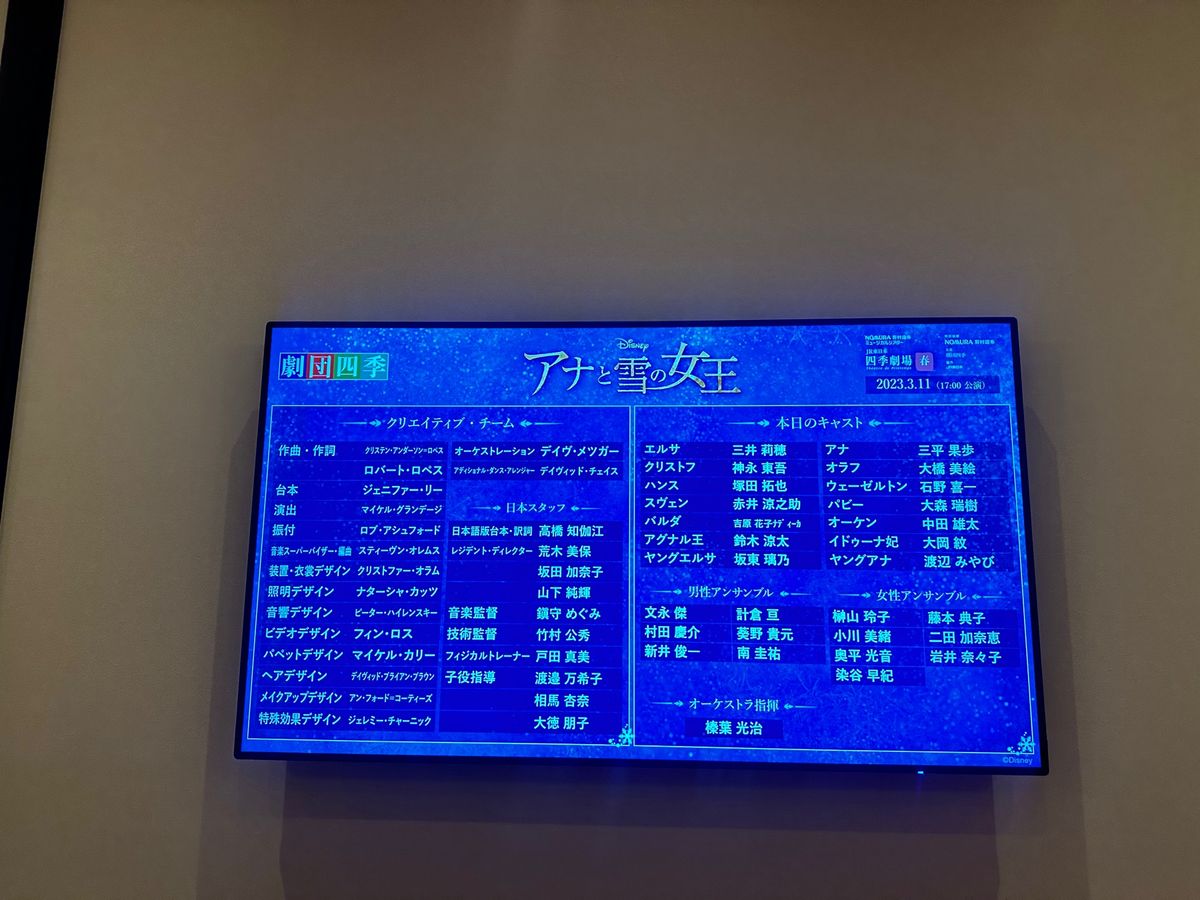 劇団四季
Disney
アナと雪の女王
NOMURA 野村證券
ミュージカルシアター
JR東日本
四季劇場 春
Théâtre du Printemps
NOMURA 野村證券
2023.3.11 (17:00 公演)
クリエイティブ・チーム
作曲・作詞 クリステン・アンダーソン=ロペス
ロバート・ロペス
台本 ジェニファー・リー
演出 マイケル・グランデージ
振付 ロブ・アシュフォード
音楽スーパーバイザー・編曲 スティーヴン・オレムス
装置・衣裳デザイン クリストファー・オラム
照明デザイン ナターシャ・カッツ
音響デザイン ピーター・ハイレンスキー
ビデオデザイン フィン・ロス
パペットデザイン マイケル・カリー
ヘアデザイン デイヴィッド・ブライアン・ブラウン
メイクアップデザイン アン・フォード=コーティーズ
特殊効果デザイン ジェレミー・チャーニック
オーケストレーション デイヴ・メツガー
アディショナル・ダンス・アレンジャー デイヴィッド・チェイス
日本スタッフ
日本語版台本・訳詞 高橋 知伽江
レジデント・ディレクター 荒木 美保
坂田 加奈子
山下 純輝
音楽監督 鎮守 めぐみ
技術監督 竹村 公秀
フィジカルトレーナー 戸田 真美
子役指導 渡邉 万希子
相馬 杏奈
大徳 朋子
本日のキャスト
エルサ 三井 莉穂
クリストフ 神永 東吾
ハンス 塚田 拓也
スヴェン 赤井 涼之助
バルダ 吉原 花子ナディーカ
アグナル王 鈴木 涼太
ヤングエルサ 坂東 璃乃
アナ 三平 果歩
オラフ 大橋 美絵
ウェーゼルトン 石野 喜一
パビー 大森 瑞樹
オーケン 中田 雄太
イドゥーナ妃 大岡 紋
ヤングアナ 渡辺 みやび
男性アンサンブル
文永 傑 計倉 亘
村田 慶介 葵野 貴元
新井 俊一 南 圭祐
女性アンサンブル
榊山 玲子 藤本 典子
小川 美緒 二田 加奈恵
奥平 光音 岩井 奈々子
染谷 早紀
オーケストラ指揮
榛葉 光治
©Disney